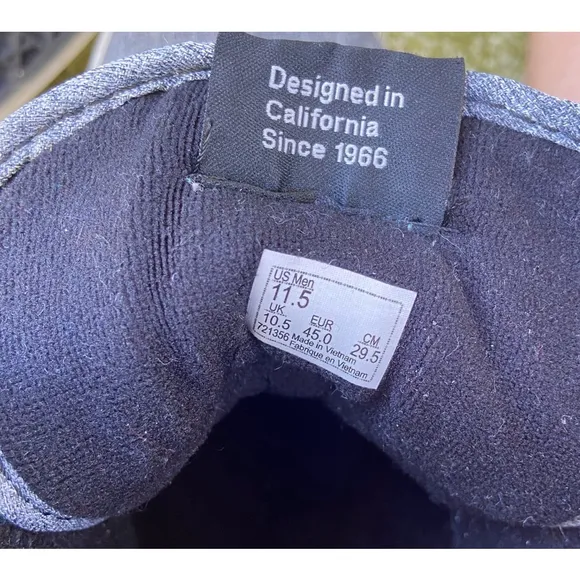 Designed in
California
Since 1966
US Men
11.5
UK EUR CM
10.5 45.0 29.5
721356 Made in Vietnam
Fabriqué en Vietnam